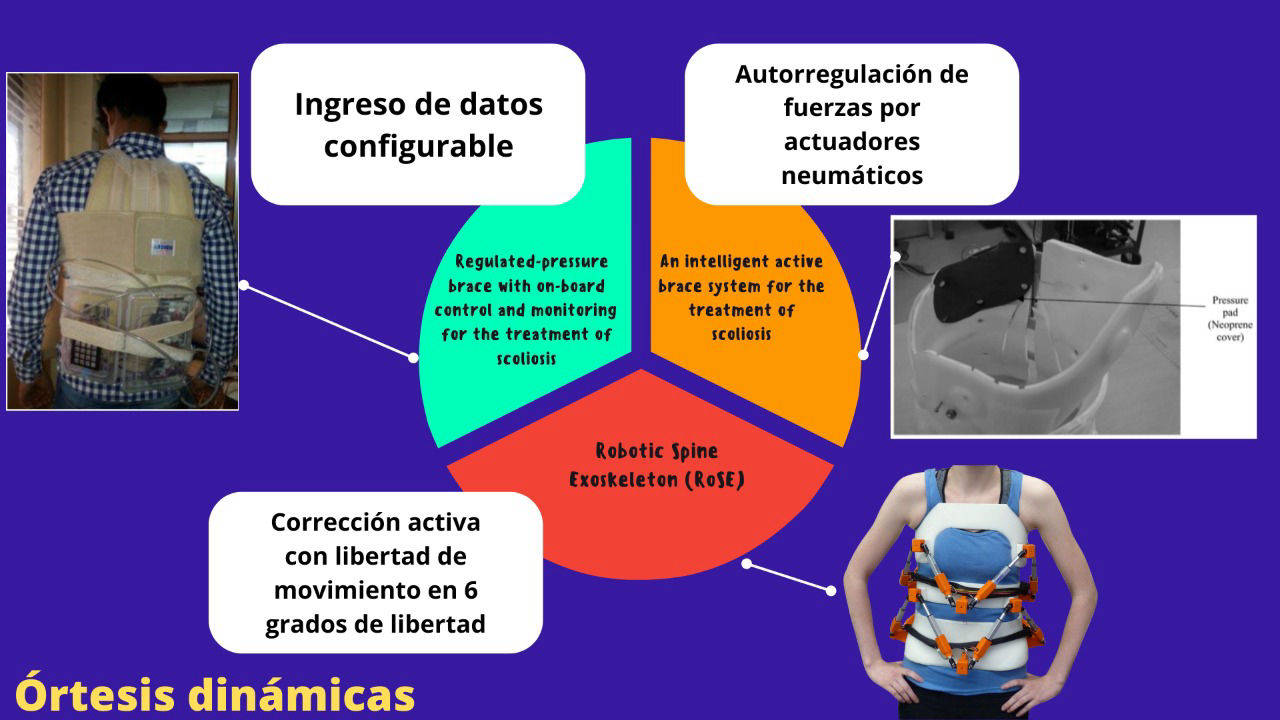 Ingreso de datos
configurable
Autorregulación de
fuerzas por
actuadores
neumáticos
Regulated-pressure
brace with on-board
control and monitoring
for the treatment of
scoliosis
An intelligent active
brace system for the
treatment of
scoliosis
Pressure
pad
(Neoprene
cover)
Robotic Spine
Exoskeleton (RoSE)
Corrección activa
con libertad de
movimiento en 6
grados de libertad
Órtesis dinámicas